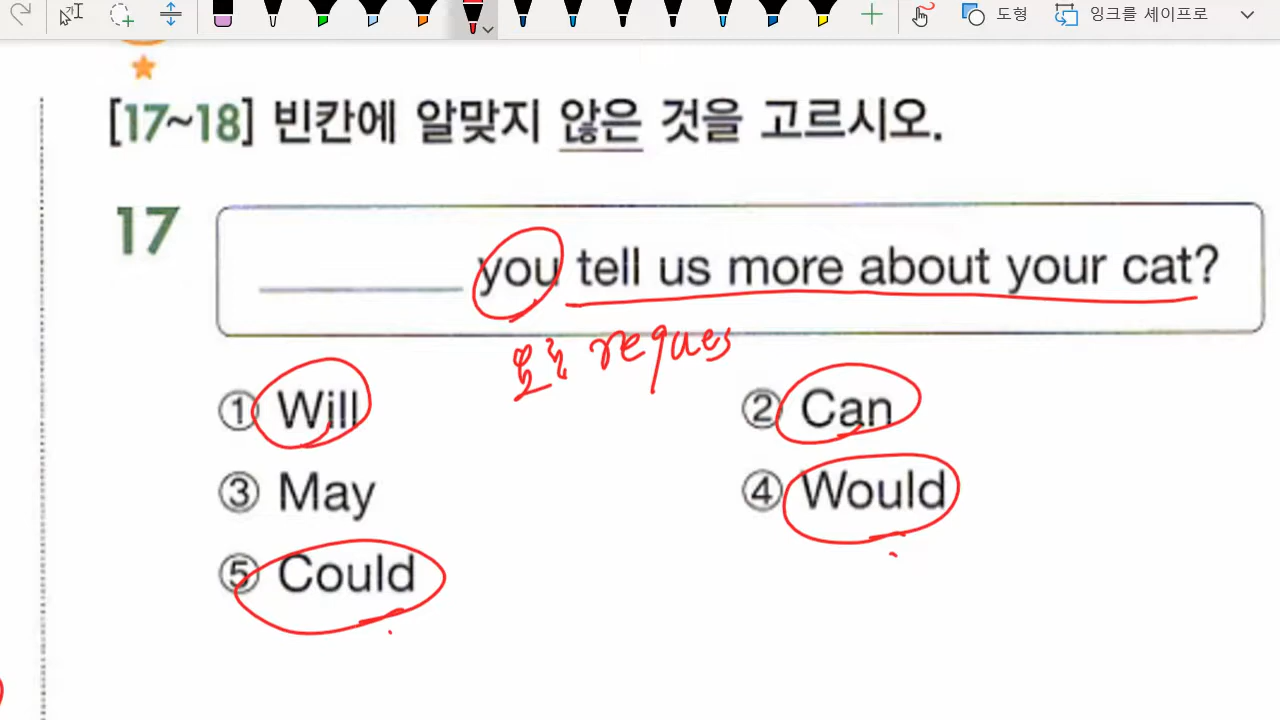 도형
잉크를 셰이프로
[17~18] 빈칸에 알맞지 않은 것을 고르시오.
17
________ you tell us more about your cat?
reques
① Will
② Can
③ May
④ Would
⑤ Could